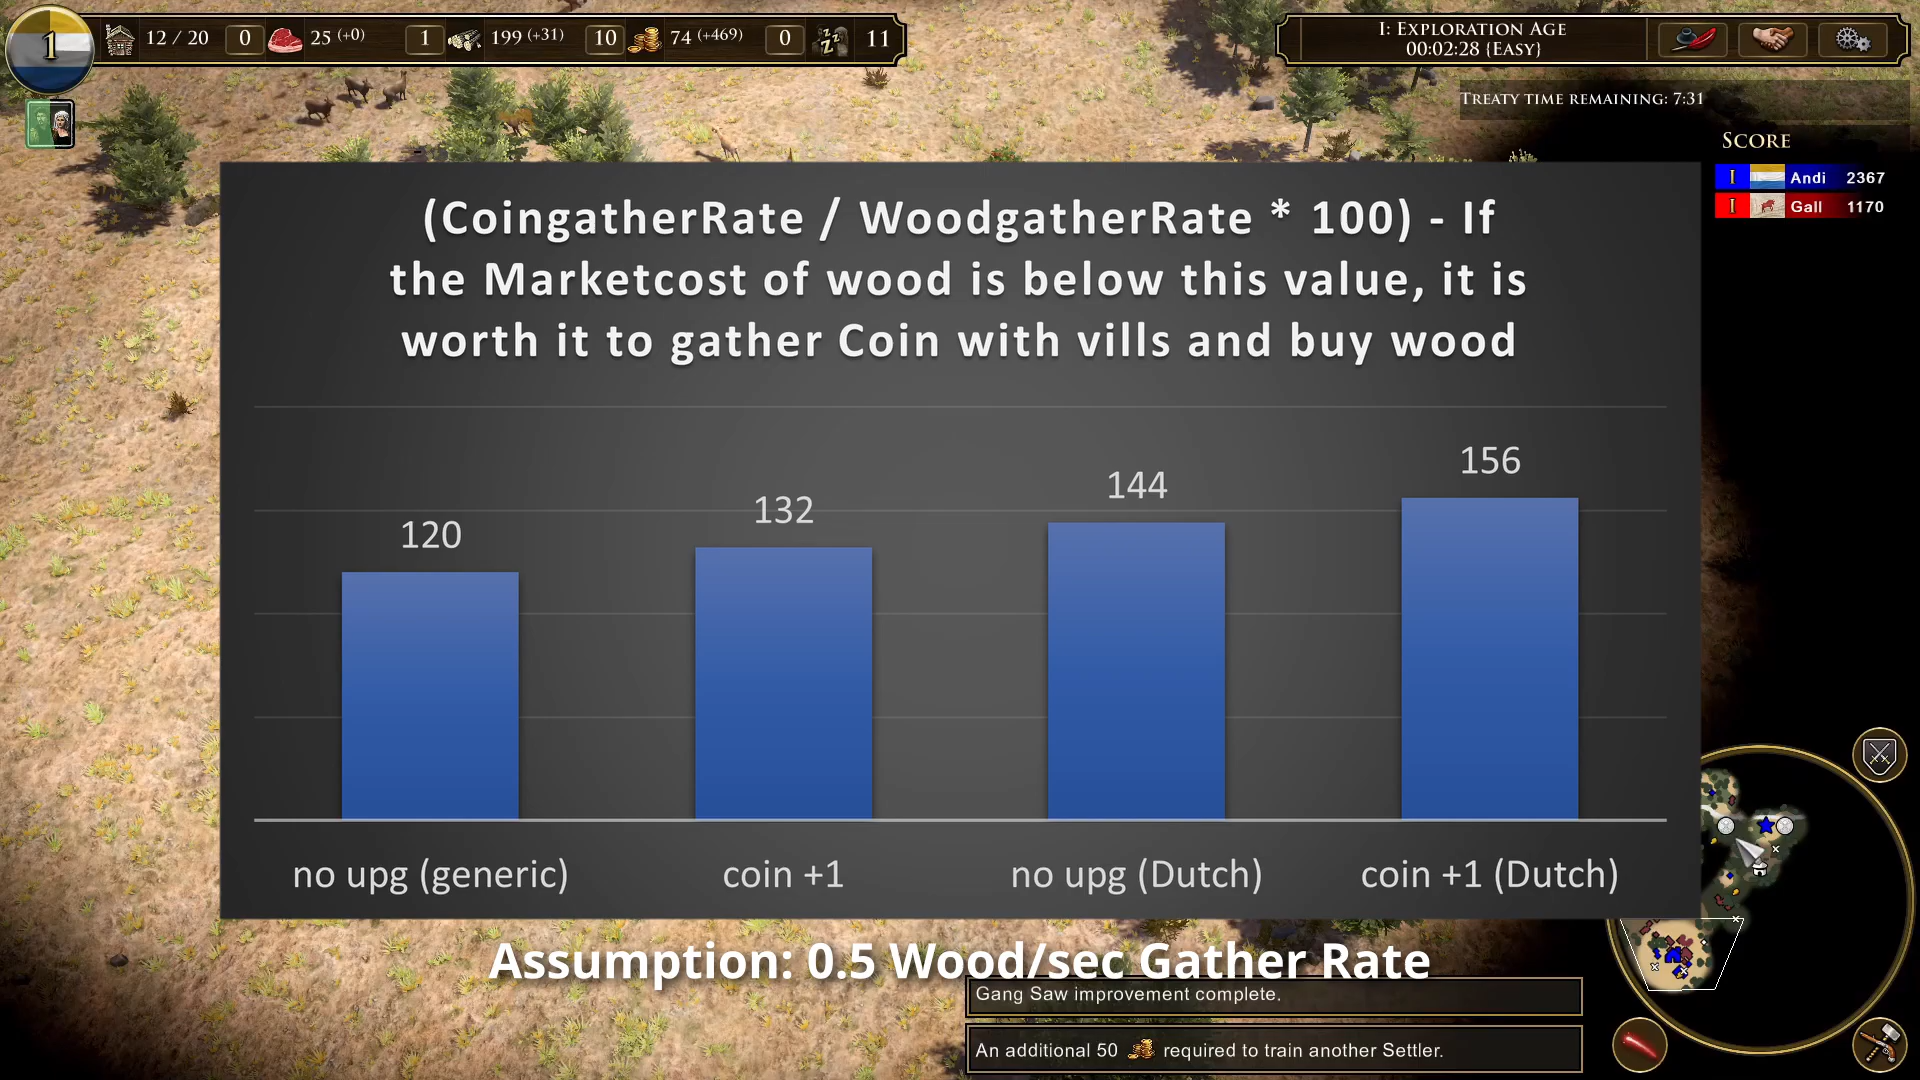 1
12 / 20
0
25 (+0)
1
199 (+31)
10
74 (+469)
0
11
I: Exploration Age
00:02:28 {Easy}
Treaty time remaining: 7:31
Score
I Andi 2367
I Gall 1170
(CoingatherRate / WoodgatherRate * 100) - If
the Marketcost of wood is below this value, it is
worth it to gather Coin with vills and buy wood
120
132
144
156
no upg (generic)
coin +1
no upg (Dutch)
coin +1 (Dutch)
Assumption: 0.5 Wood/sec Gather Rate
Gang Saw improvement complete.
An additional 50 required to train another Settler.